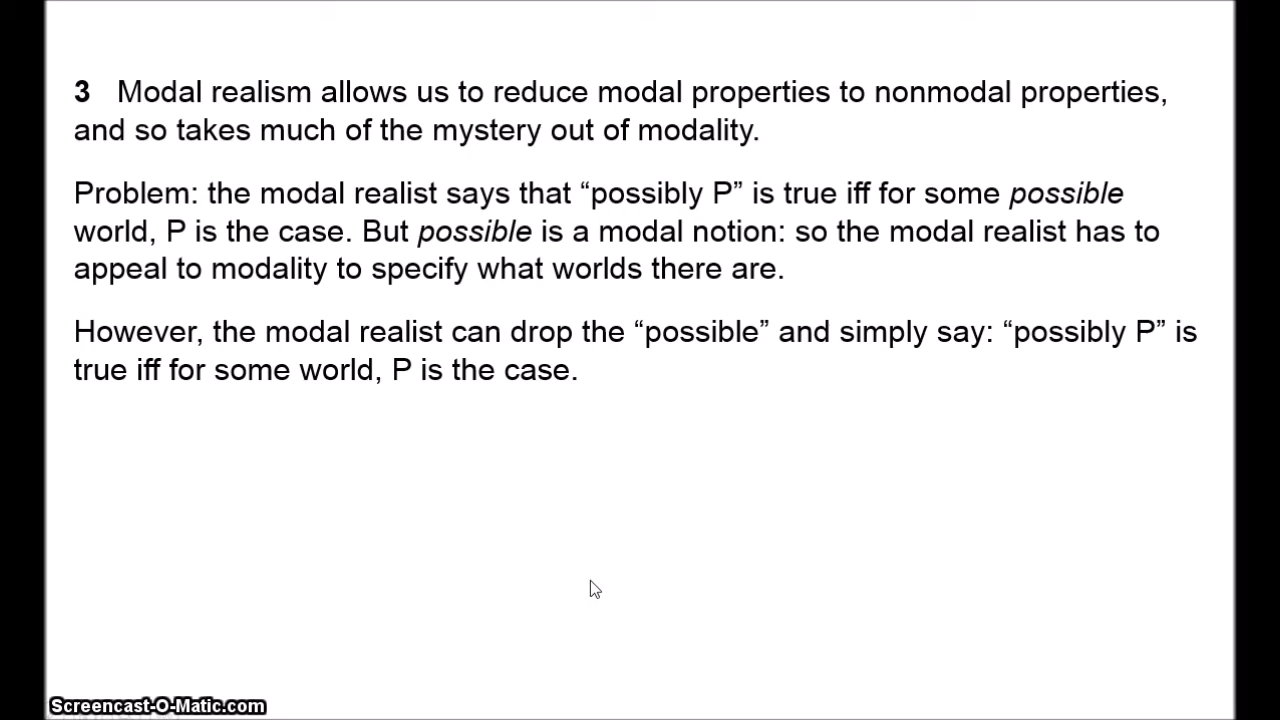 3 Modal realism allows us to reduce modal properties to nonmodal properties,
and so takes much of the mystery out of modality.
Problem: the modal realist says that “possibly P” is true iff for some possible
world, P is the case. But possible is a modal notion: so the modal realist has to
appeal to modality to specify what worlds there are.
However, the modal realist can drop the “possible” and simply say: “possibly P” is
true iff for some world, P is the case.
Screencast-O-Matic.com